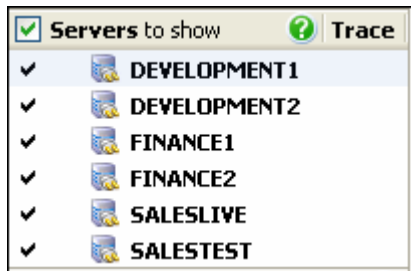 Servers to show Trace
DEVELOPMENT1
DEVELOPMENT2
FINANCE1
FINANCE2
SALESLIVE
SALESTEST